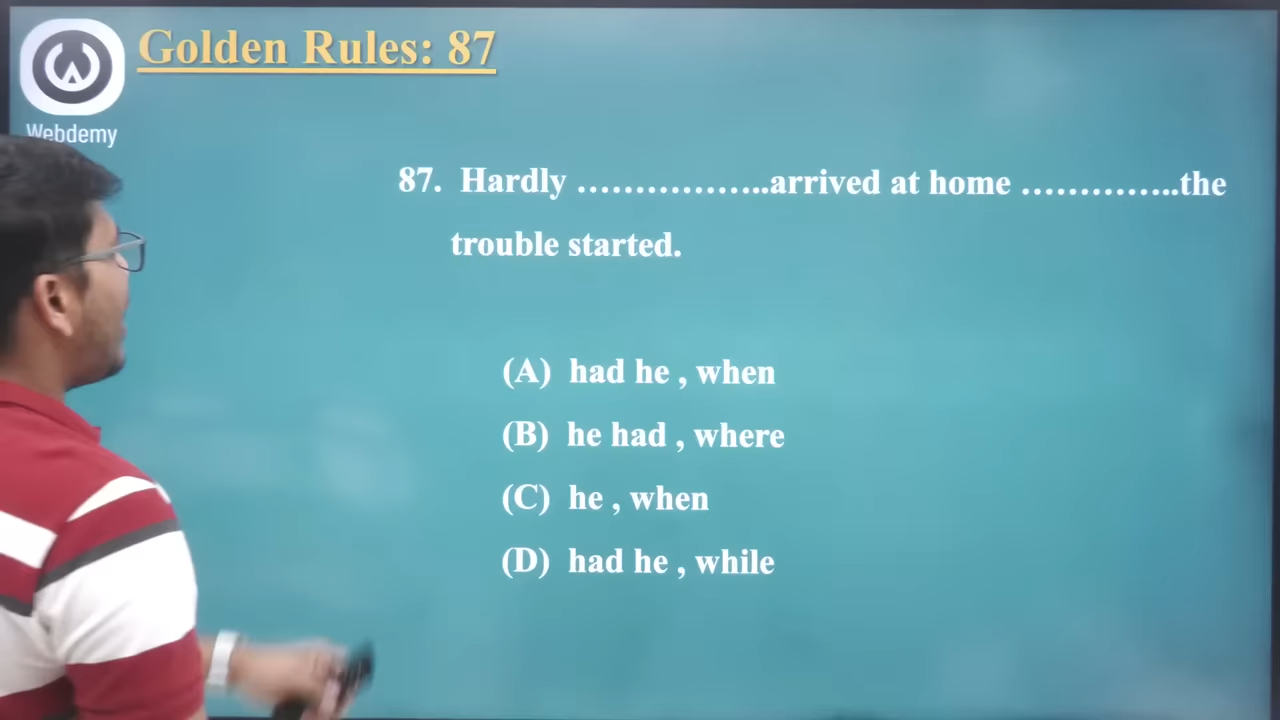 Golden Rules: 87
Webdemy
87. Hardly ……………..arrived at home …………..the
trouble started.
(A) had he , when
(B) he had , where
(C) he , when
(D) had he , while